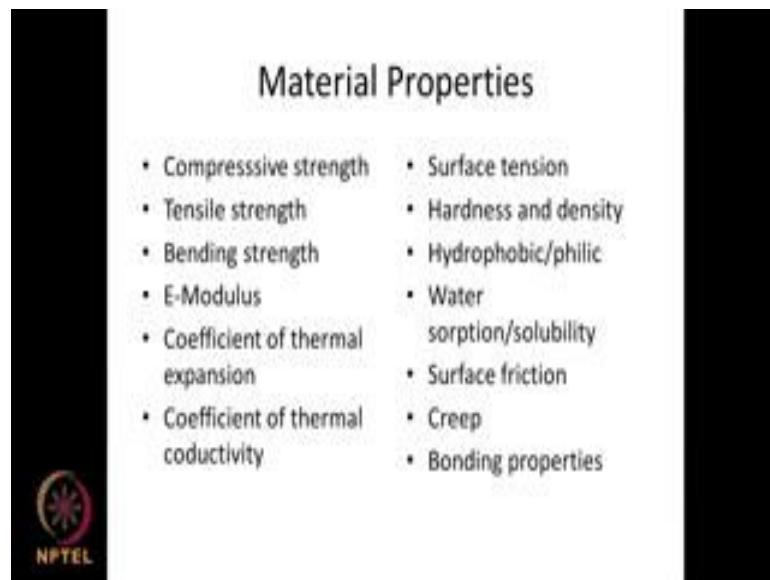 Material Properties
• Compresssive strength
• Tensile strength
• Bending strength
• E-Modulus
• Coefficient of thermal
expansion
• Coefficient of thermal
coductivity
• Surface tension
• Hardness and density
• Hydrophobic/philic
• Water
sorption/solubility
• Surface friction
• Creep
• Bonding properties
NPTEL